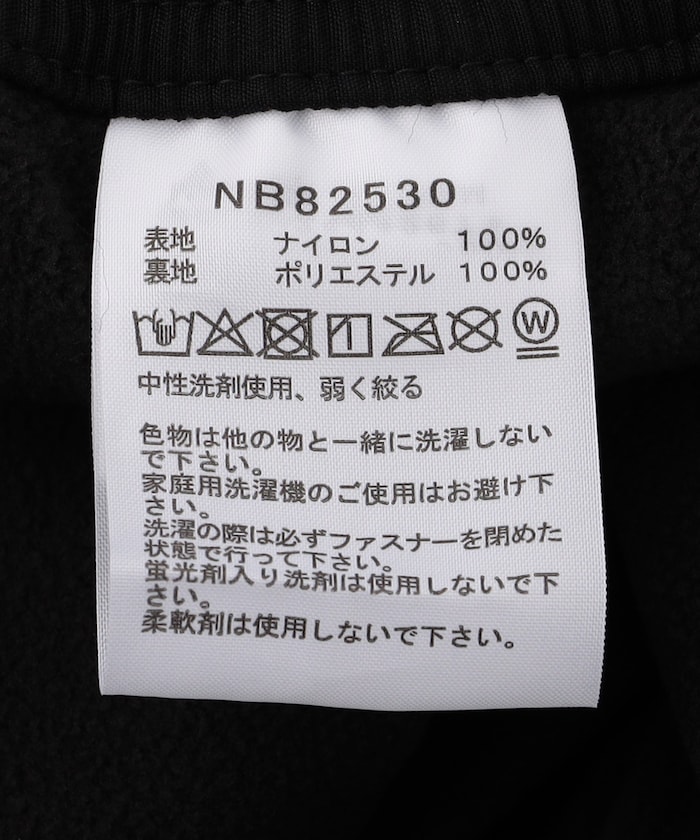 NB82530
表地 ナイロン 100%
裏地 ポリエステル 100%
W
中性洗剤使用、弱く絞る
色物は他の物と一緒に洗濯しない
で下さい。
家庭用洗濯機のご使用はお避け下
さい。
洗濯の際は必ずファスナーを閉めた
状態で行って下さい。
蛍光剤入り洗剤は使用しないで下
さい。
柔軟剤は使用しないで下さい。